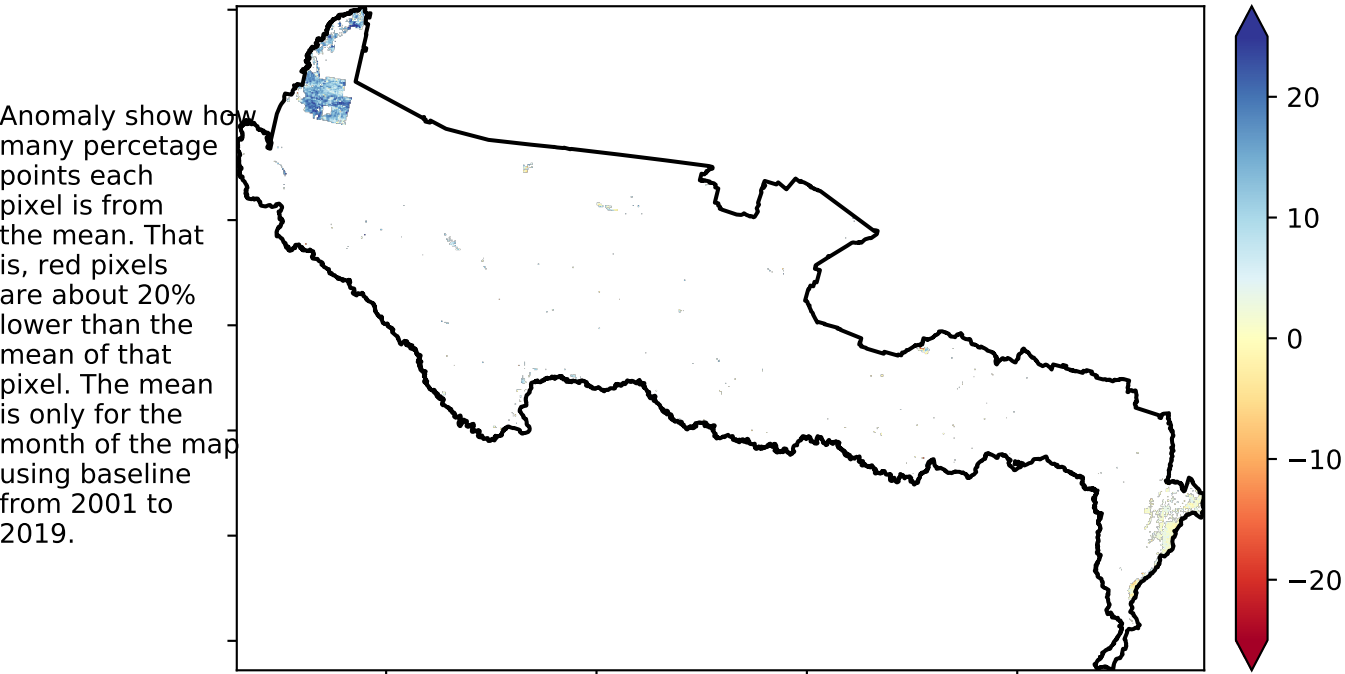 Anomaly show how
many percetage
points each
pixel is from
the mean. That
is, red pixels
are about 20%
lower than the
mean of that
pixel. The mean
is only for the
month of the map
using baseline
from 2001 to
2019.
20
10
0
−10
−20